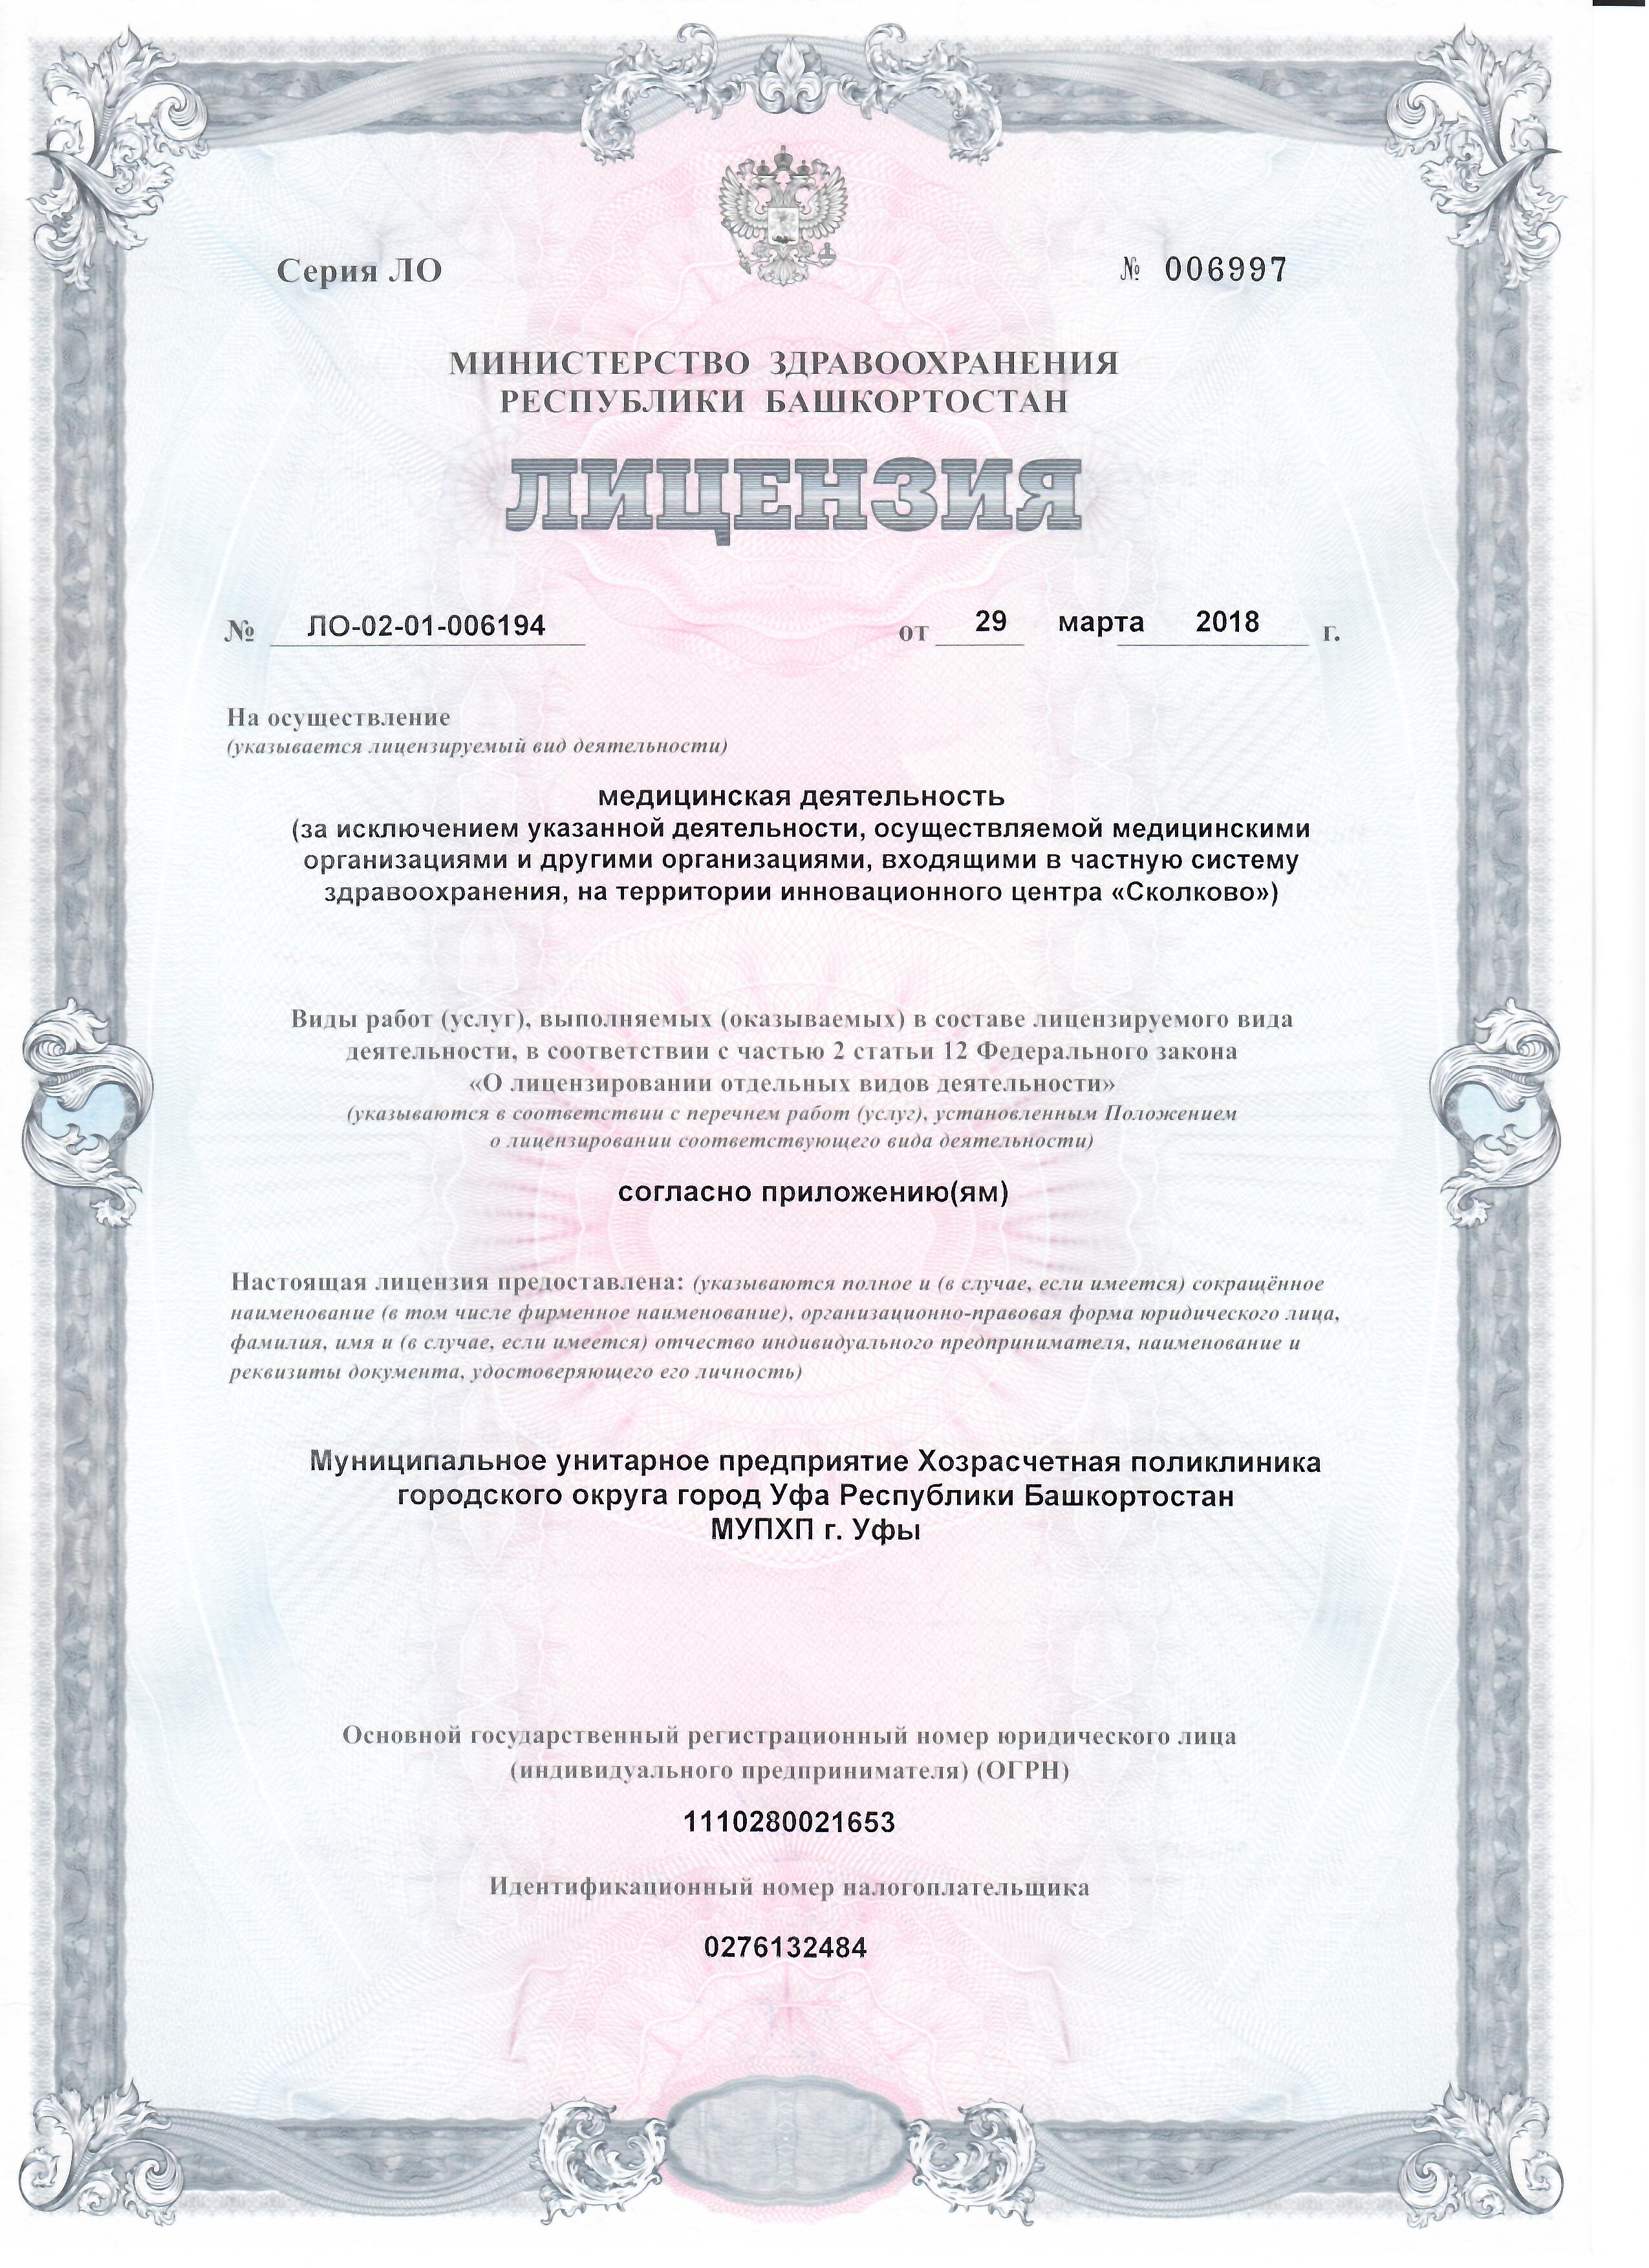 Серия ЛО
№ 006997
МИНИСТЕРСТВО ЗДРАВООХРАНЕНИЯ
РЕСПУБЛИКИ БАШКОРТОСТАН
ЛИЦЕНЗИЯ
№ ЛО-02-01-006194 от 29 марта 2018 г.
На осуществление
(указывается лицензируемый вид деятельности)
медицинская деятельность
(за исключением указанной деятельности, осуществляемой медицинскими
организациями и другими организациями, входящими в частную систему
здравоохранения, на территории инновационного центра «Сколково»)
Виды работ (услуг), выполняемых (оказываемых) в составе лицензируемого вида
деятельности, в соответствии с частью 2 статьи 12 Федерального закона
«О лицензировании отдельных видов деятельности»
(указываются в соответствии с перечнем работ (услуг), установленным Положением
о лицензировании соответствующего вида деятельности)
согласно приложению(ям)
Настоящая лицензия предоставлена: (указываются полное и (в случае, если имеется) сокращённое
наименование (в том числе фирменное наименование), организационно-правовая форма юридического лица,
фамилия, имя и (в случае, если имеется) отчество индивидуального предпринимателя, наименование и
реквизиты документа, удостоверяющего его личность)
Муниципальное унитарное предприятие Хозрасчетная поликлиника
городского округа город Уфа Республики Башкортостан
МУПХП г. Уфы
Основной государственный регистрационный номер юридического лица
(индивидуального предпринимателя) (ОГРН)
1110280021653
Идентификационный номер налогоплательщика
0276132484